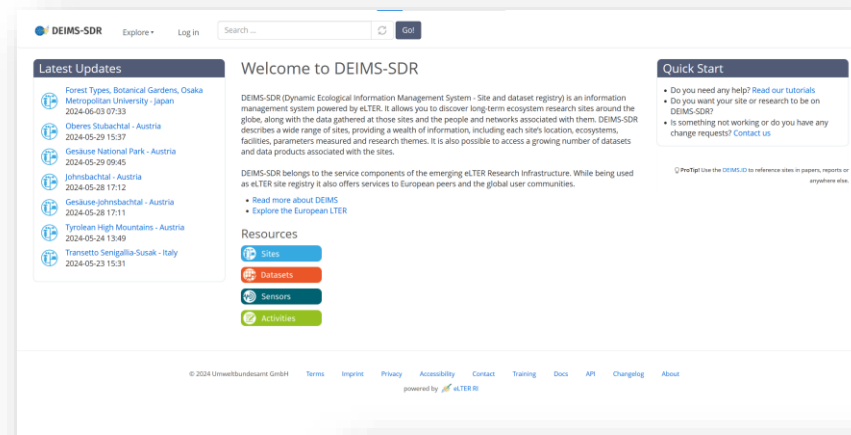 DEIMS-SDR
Explore
Log in
Search ...
Go!
Latest Updates
Forest Types, Botanical Gardens, Osaka
Metropolitan University - Japan
2024-06-03 07:33
Oberes Stubachtal - Austria
2024-05-29 15:37
Gesäuse National Park - Austria
2024-05-29 09:45
Johnsbachtal - Austria
2024-05-28 17:12
Gesäuse-Johnsbachtal - Austria
2024-05-28 17:11
Tyrolean High Mountains - Austria
2024-05-24 13:49
Transetto Senigallia-Susak - Italy
2024-05-23 15:31
Welcome to DEIMS-SDR
DEIMS-SDR (Dynamic Ecological Information Management System - Site and dataset registry) is an information
management system powered by eLTER. It allows you to discover long-term ecosystem research sites around the
globe, along with the data gathered at those sites and the people and networks associated with them. DEIMS-SDR
describes a wide range of sites, providing a wealth of information, including each site's location, ecosystems,
facilities, parameters measured and research themes. It is also possible to access a growing number of datasets
and data products associated with the sites.
DEIMS-SDR belongs to the service components of the emerging eLTER Research Infrastructure. While being used
as eLTER site registry it also offers services to European peers and the global user communities.
• Read more about DEIMS
• Explore the European LTER
Resources
Sites
Datasets
Sensors
Activities
Quick Start
• Do you need any help? Read our tutorials
• Do you want your site or research to be on
DEIMS-SDR?
• Is something not working or do you have any
change requests? Contact us
ProTip! Use the DEIMS.ID to reference sites in papers, reports or
anywhere else.
© 2024 Umweltbundesamt GmbH Terms Imprint Privacy Accessibility Contact Training Docs API Changelog About
powered by eLTER RI